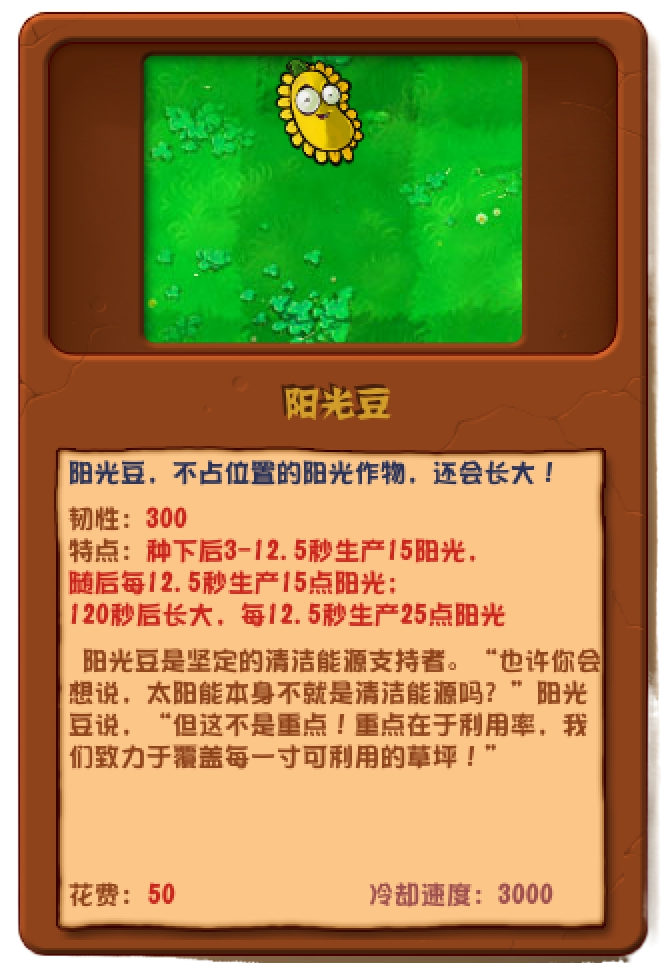 阳光豆
阳光豆，不占位置的阳光作物，还会长大！
韧性：300
特点：种下后3-12.5秒生产15阳光，
随后每12.5秒生产15点阳光；
120秒后长大，每12.5秒生产25点阳光
阳光豆是坚定的清洁能源支持者。“也许你会
想说，太阳能本身不就是清洁能源吗？”阳光
豆说，“但这不是重点！重点在于利用率，我
们致力于覆盖每一寸可利用的草坪！”
花费：50 冷却速度：3000